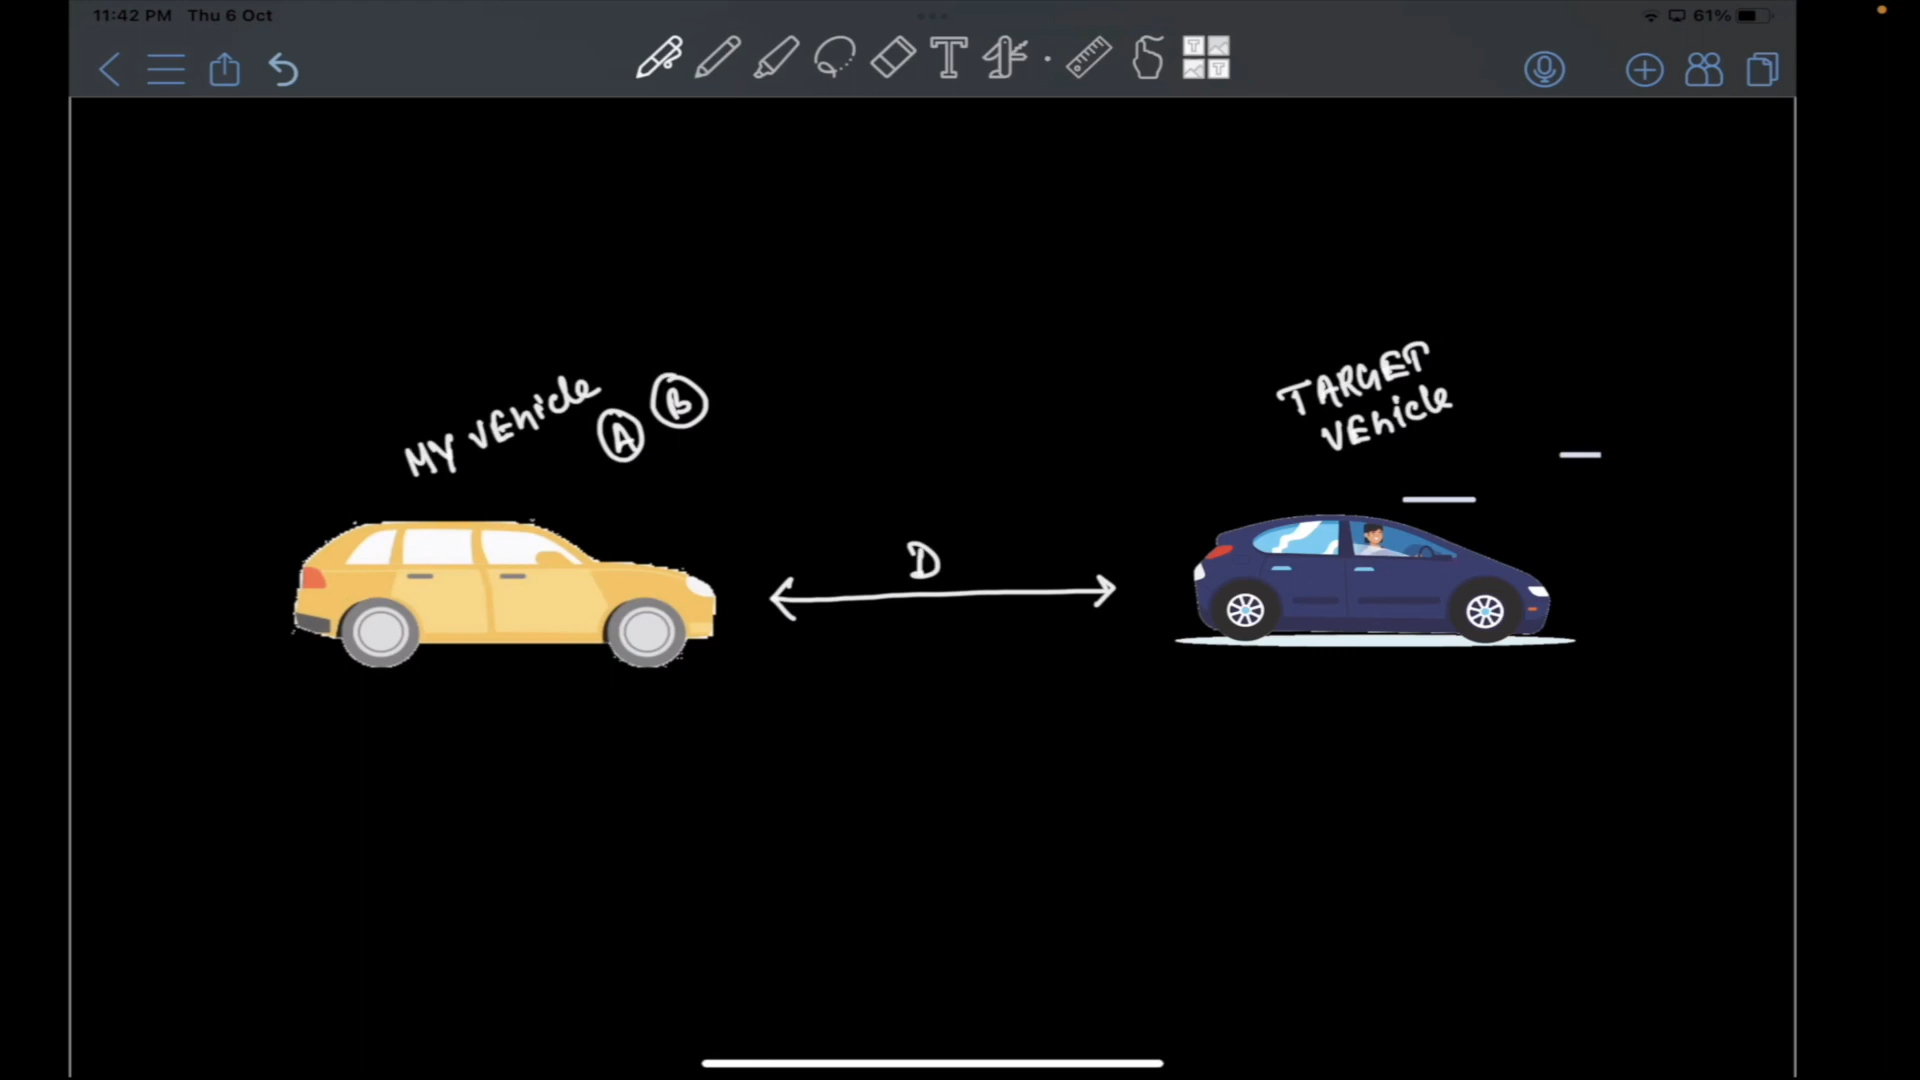 11:42 PM Thu 6 Oct
61%
MY VEhicle
A B
TARGET
VEhicle
D